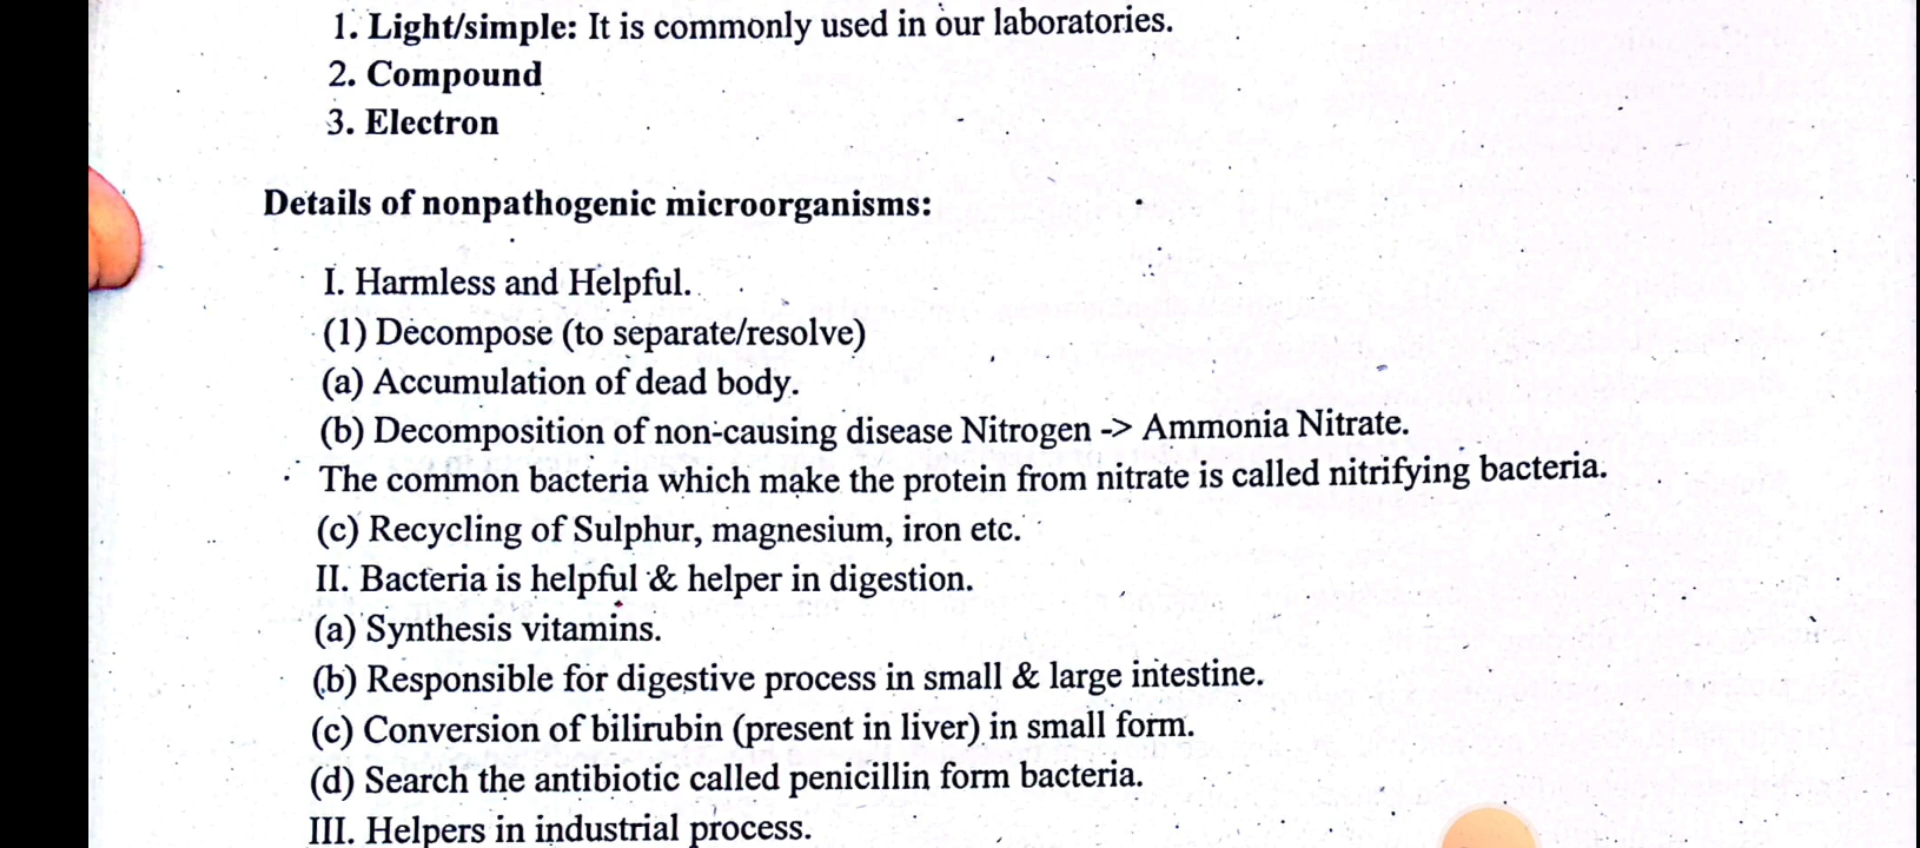 1. Light/simple: It is commonly used in our laboratories.
2. Compound
3. Electron
Details of nonpathogenic microorganisms:
I. Harmless and Helpful.
(1) Decompose (to separate/resolve)
(a) Accumulation of dead body.
(b) Decomposition of non-causing disease Nitrogen -> Ammonia Nitrate.
The common bacteria which make the protein from nitrate is called nitrifying bacteria.
(c) Recycling of Sulphur, magnesium, iron etc.
II. Bacteria is helpful & helper in digestion.
(a) Synthesis vitamins.
(b) Responsible for digestive process in small & large intestine.
(c) Conversion of bilirubin (present in liver) in small form.
(d) Search the antibiotic called penicillin form bacteria.
III. Helpers in industrial process.